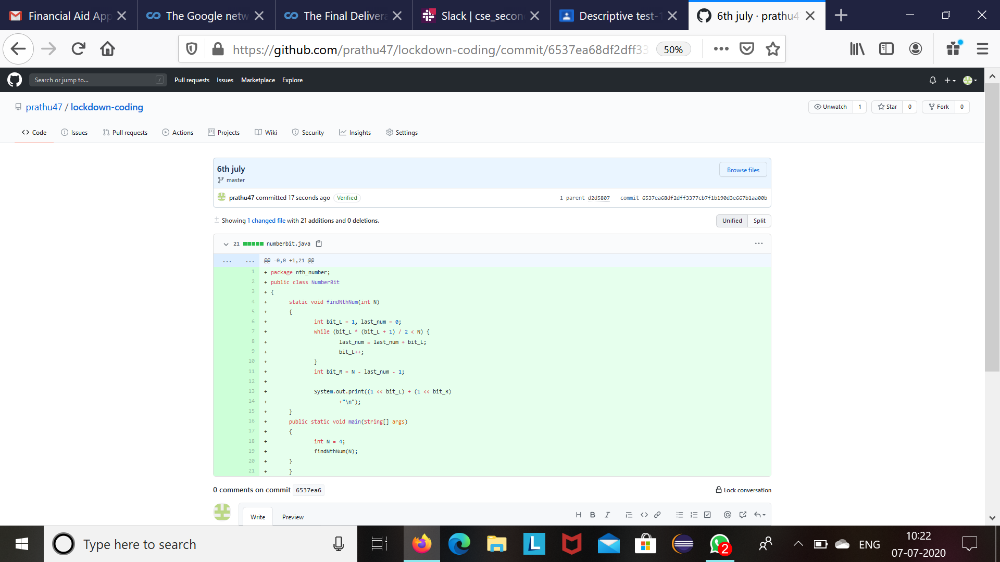 Financial Aid App
The Google netw
The Final Delivera
Slack | cse_secon
Descriptive test-1
6th july · prathu4
https://github.com/prathu47/lockdown-coding/commit/6537ea68df2dff33
50%
Search or jump to...
/
Pull requests
Issues
Marketplace
Explore
prathu47 / lockdown-coding
Unwatch 1
Star 0
Fork 0
<> Code
Issues
Pull requests
Actions
Projects
Wiki
Security
Insights
Settings
6th july
Browse files
master
prathu47 committed 17 seconds ago Verified
1 parent d2d5807 commit 6537ea68df2dff3377cb7f1b190d3e667b1aa00b
Showing 1 changed file with 21 additions and 0 deletions.
Unified Split
21 numberbit.java
... ... @@ -0,0 +1,21 @@
1 + package nth_number;
2 + public class NumberBit
3 + {
4 + static void findNthNum(int N)
5 + {
6 + int bit_L = 1, last_num = 0;
7 + while (bit_L * (bit_L + 1) / 2 < N) {
8 + last_num = last_num + bit_L;
9 + bit_L++;
10 + }
11 + int bit_R = N - last_num - 1;
12 +
13 + System.out.print((1 << bit_L) + (1 << bit_R)
14 + +"\n");
15 + }
16 + public static void main(String[] args)
17 + {
18 + int N = 4;
19 + findNthNum(N);
20 + }
21 + }
0 comments on commit 6537ea6
Lock conversation
Write
Preview
H B I
Type here to search
L
2
ENG
10:22
07-07-2020